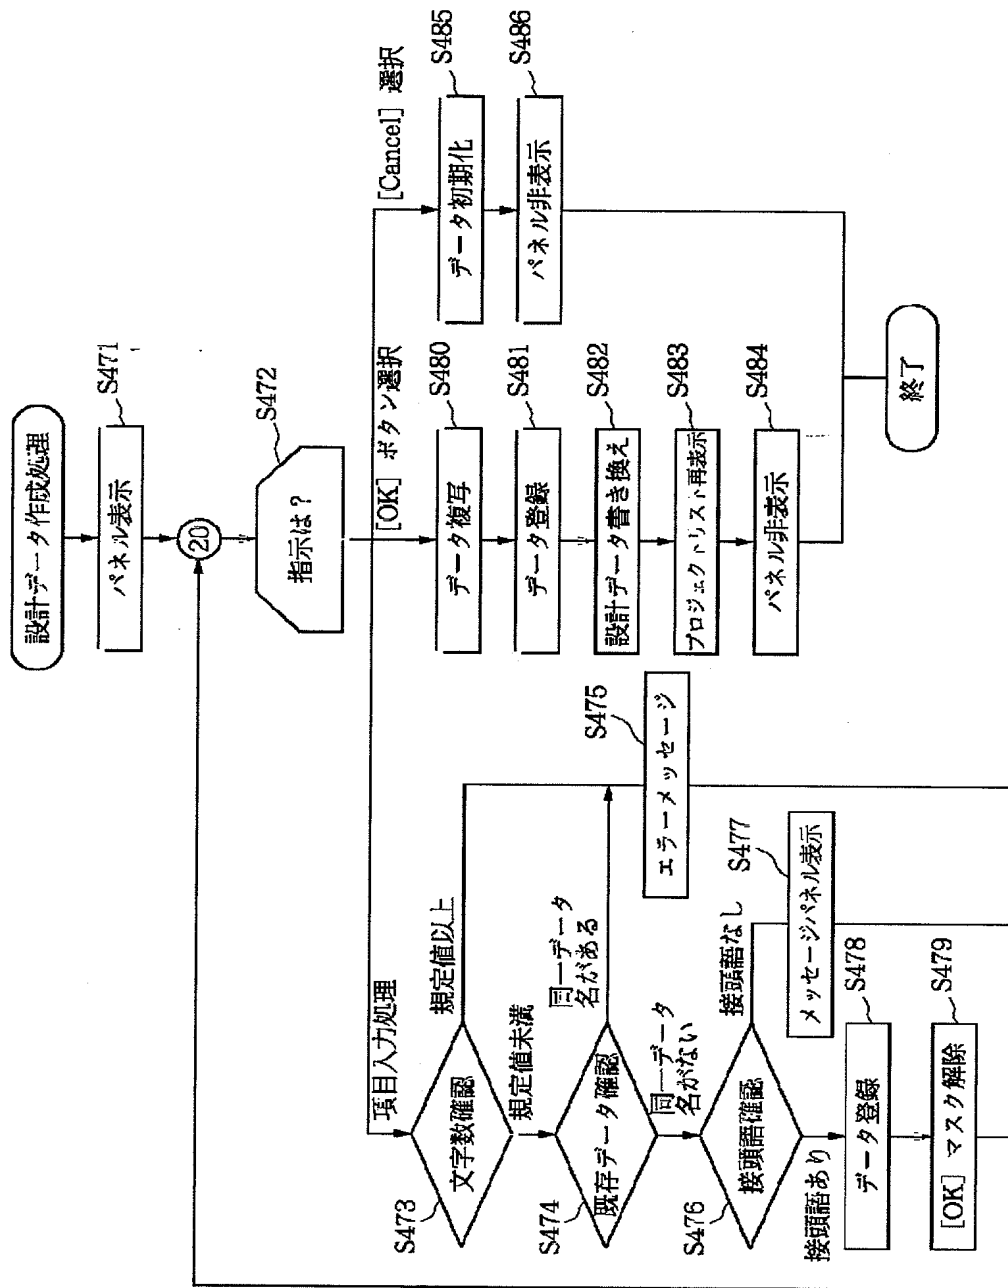 設計データ作成処理
パネル表示
S471
20
指示は？
S472
項目入力処理
[OK] ボタン選択
[Cancel] 選択
文字数確認
S473
規定値以上
規定値未満
既存データ確認
S474
同一データ
名がある
同一データ
名がない
エラーメッセージ
S475
接頭語確認
S476
接頭語なし
接頭語あり
メッセージパネル表示
S477
データ登録
S478
[OK] マスク解除
S479
データ複写
S480
データ登録
S481
設計データ書き換え
S482
プロジェクトリスト再表示
S483
パネル非表示
S484
データ初期化
S485
パネル非表示
S486
終了